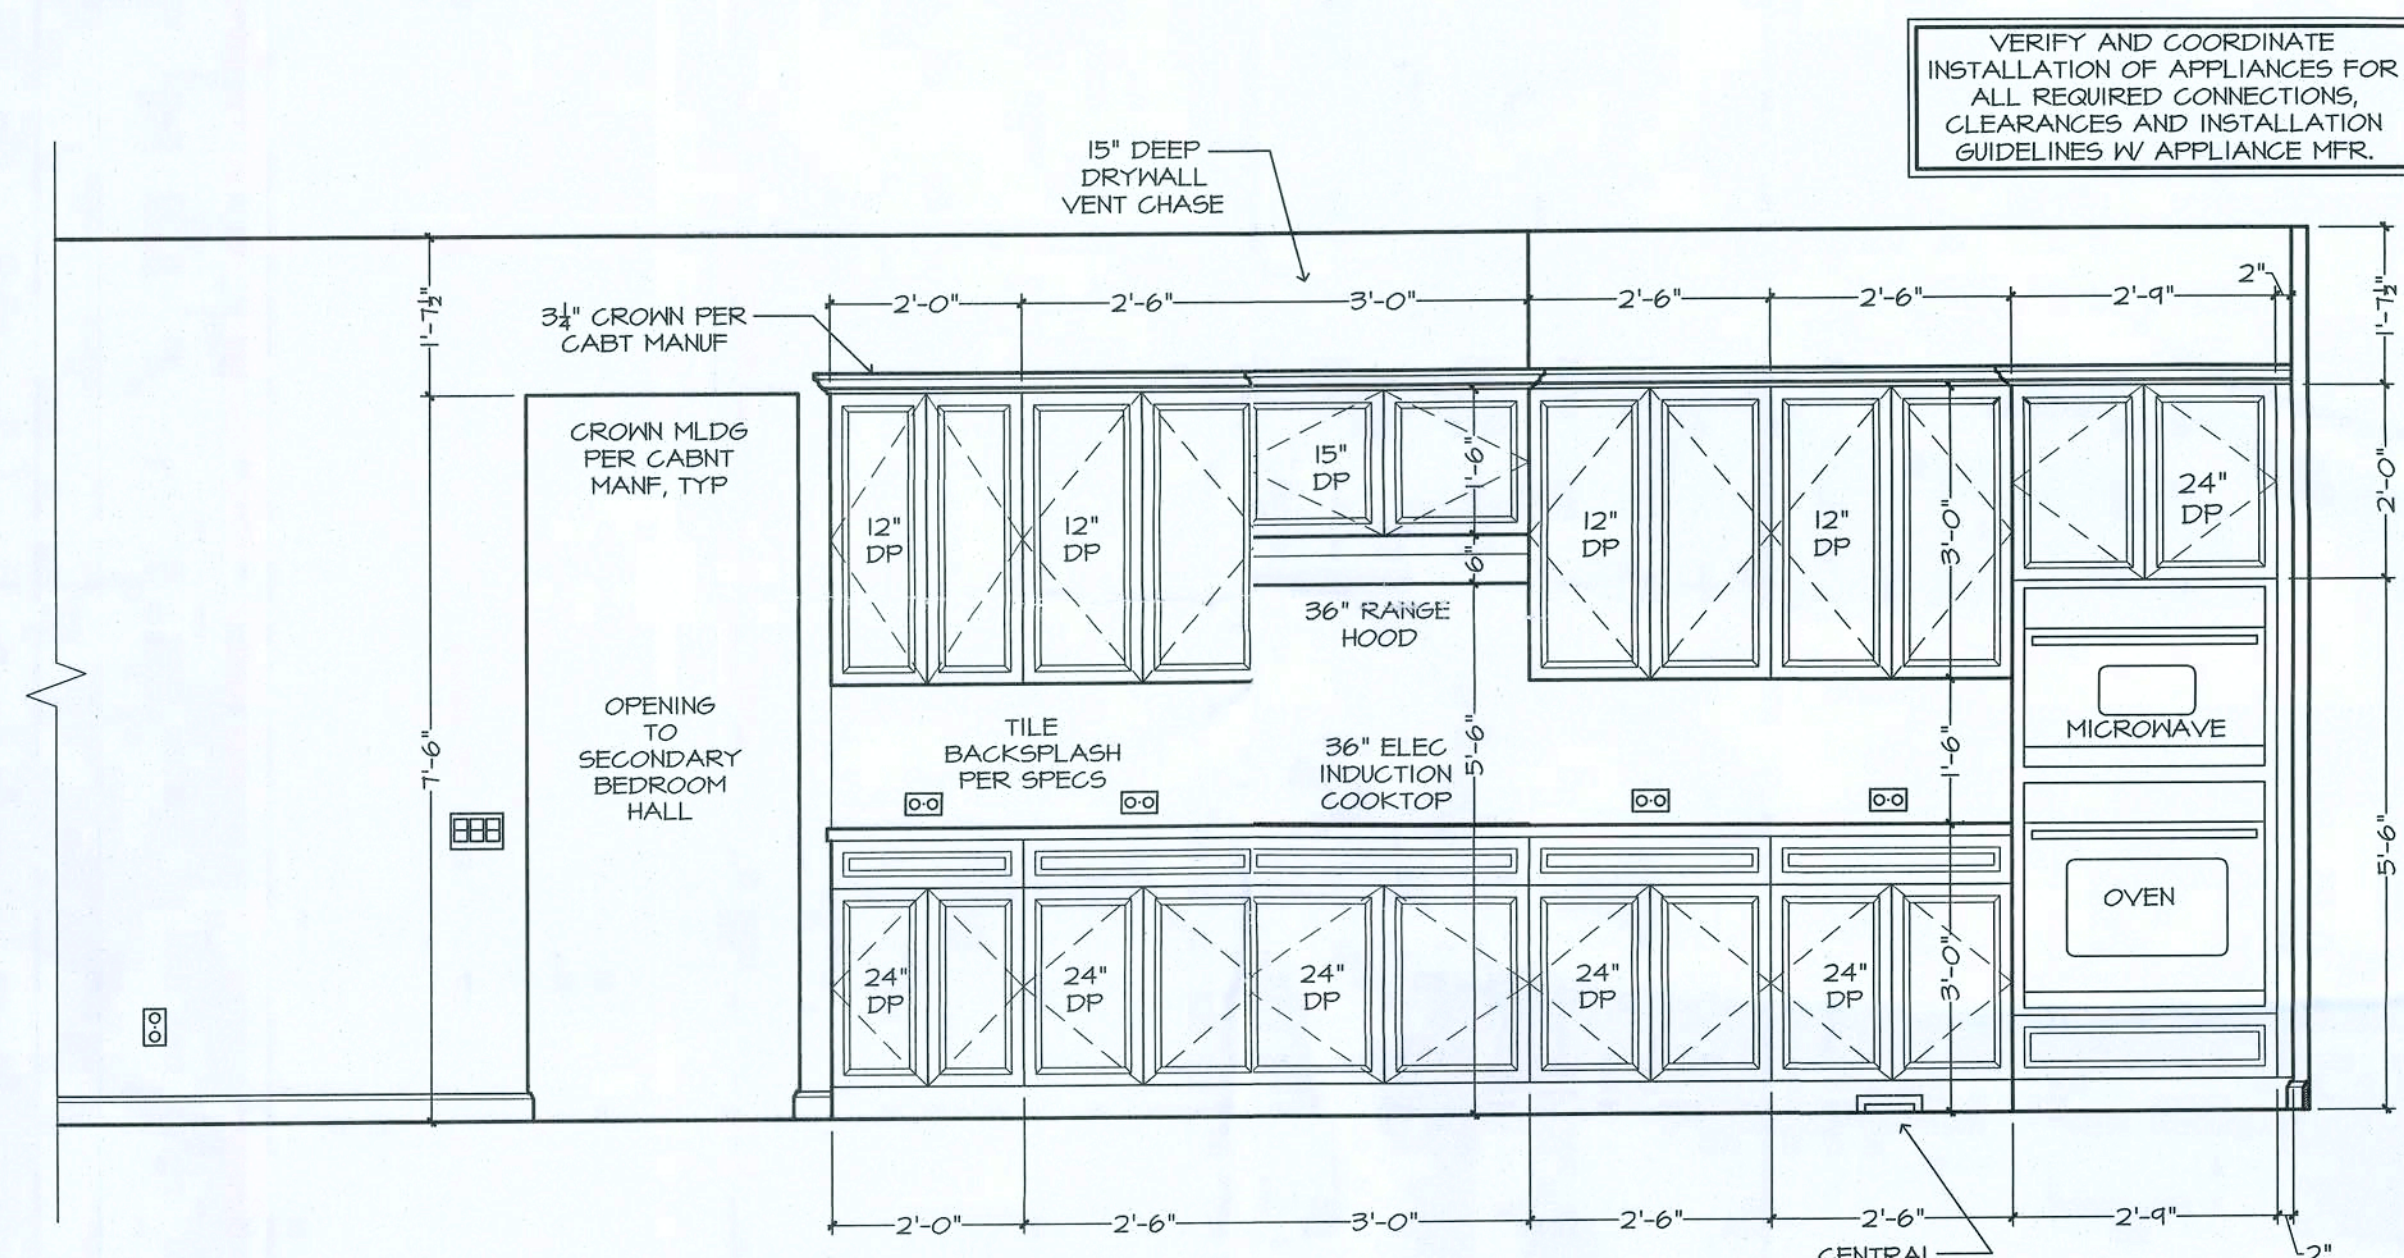 VERIFY AND COORDINATE
INSTALLATION OF APPLIANCES FOR
ALL REQUIRED CONNECTIONS,
CLEARANCES AND INSTALLATION
GUIDELINES W/ APPLIANCE MFR.
15" DEEP
DRYWALL
VENT CHASE
3¼" CROWN PER
CABT MANUF
2'-0"
2'-6"
3'-0"
2'-6"
2'-6"
2'-9"
2"
1'-7½"
1'-7½"
CROWN MLDG
PER CABNT
MANF, TYP
12"
DP
12"
DP
15"
DP
1'-6"
6"
12"
DP
12"
DP
3'-0"
24"
DP
2'-0"
36" RANGE
HOOD
OPENING
TO
SECONDARY
BEDROOM
HALL
7'-6"
TILE
BACKSPLASH
PER SPECS
36" ELEC
INDUCTION
COOKTOP
5'-6"
1'-6"
MICROWAVE
5'-6"
OVEN
24"
DP
24"
DP
24"
DP
24"
DP
24"
DP
3'-0"
2'-0"
2'-6"
3'-0"
2'-6"
2'-6"
2'-9"
2"
CENTRAL